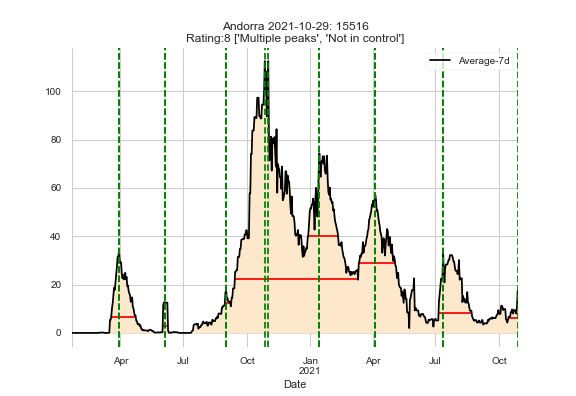 Andorra 2021-10-29: 15516
Rating:8 ['Multiple peaks', 'Not in control']
Average-7d
100
80
60
40
20
0
Apr Jul Oct Jan Apr Jul Oct
2021
Date